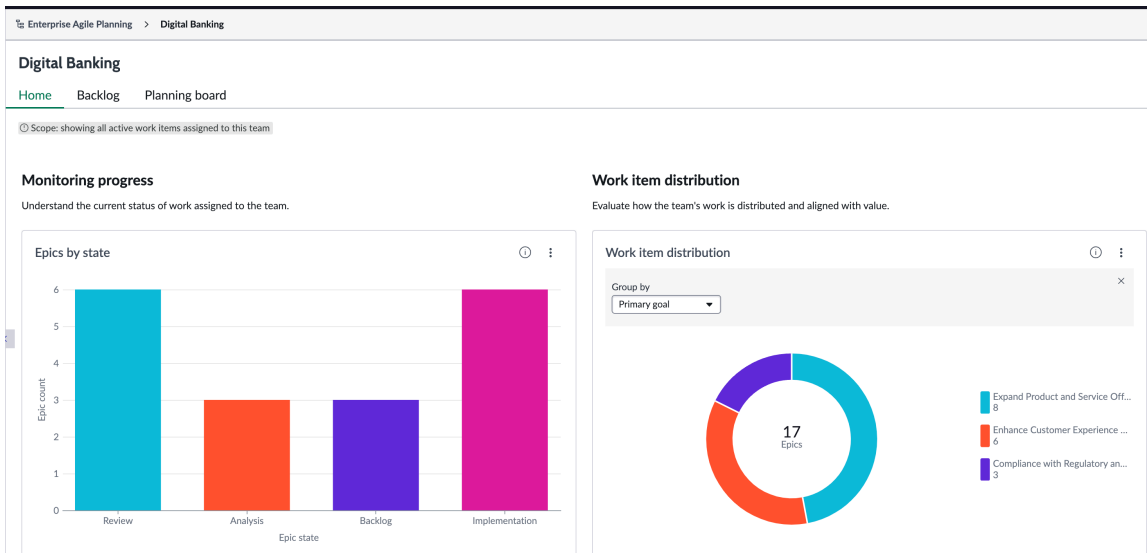 Enterprise Agile Planning > Digital Banking
Digital Banking
Home Backlog Planning board
Scope: showing all active work items assigned to this team
Monitoring progress
Understand the current status of work assigned to the team.
Epics by state
6
5
4
3
2
1
0
Epic count
Review Analysis Backlog Implementation
Epic state
Work item distribution
Evaluate how the team's work is distributed and aligned with value.
Work item distribution
Group by
Primary goal
17
Epics
Expand Product and Service Off...
8
Enhance Customer Experience ...
6
Compliance with Regulatory an...
3